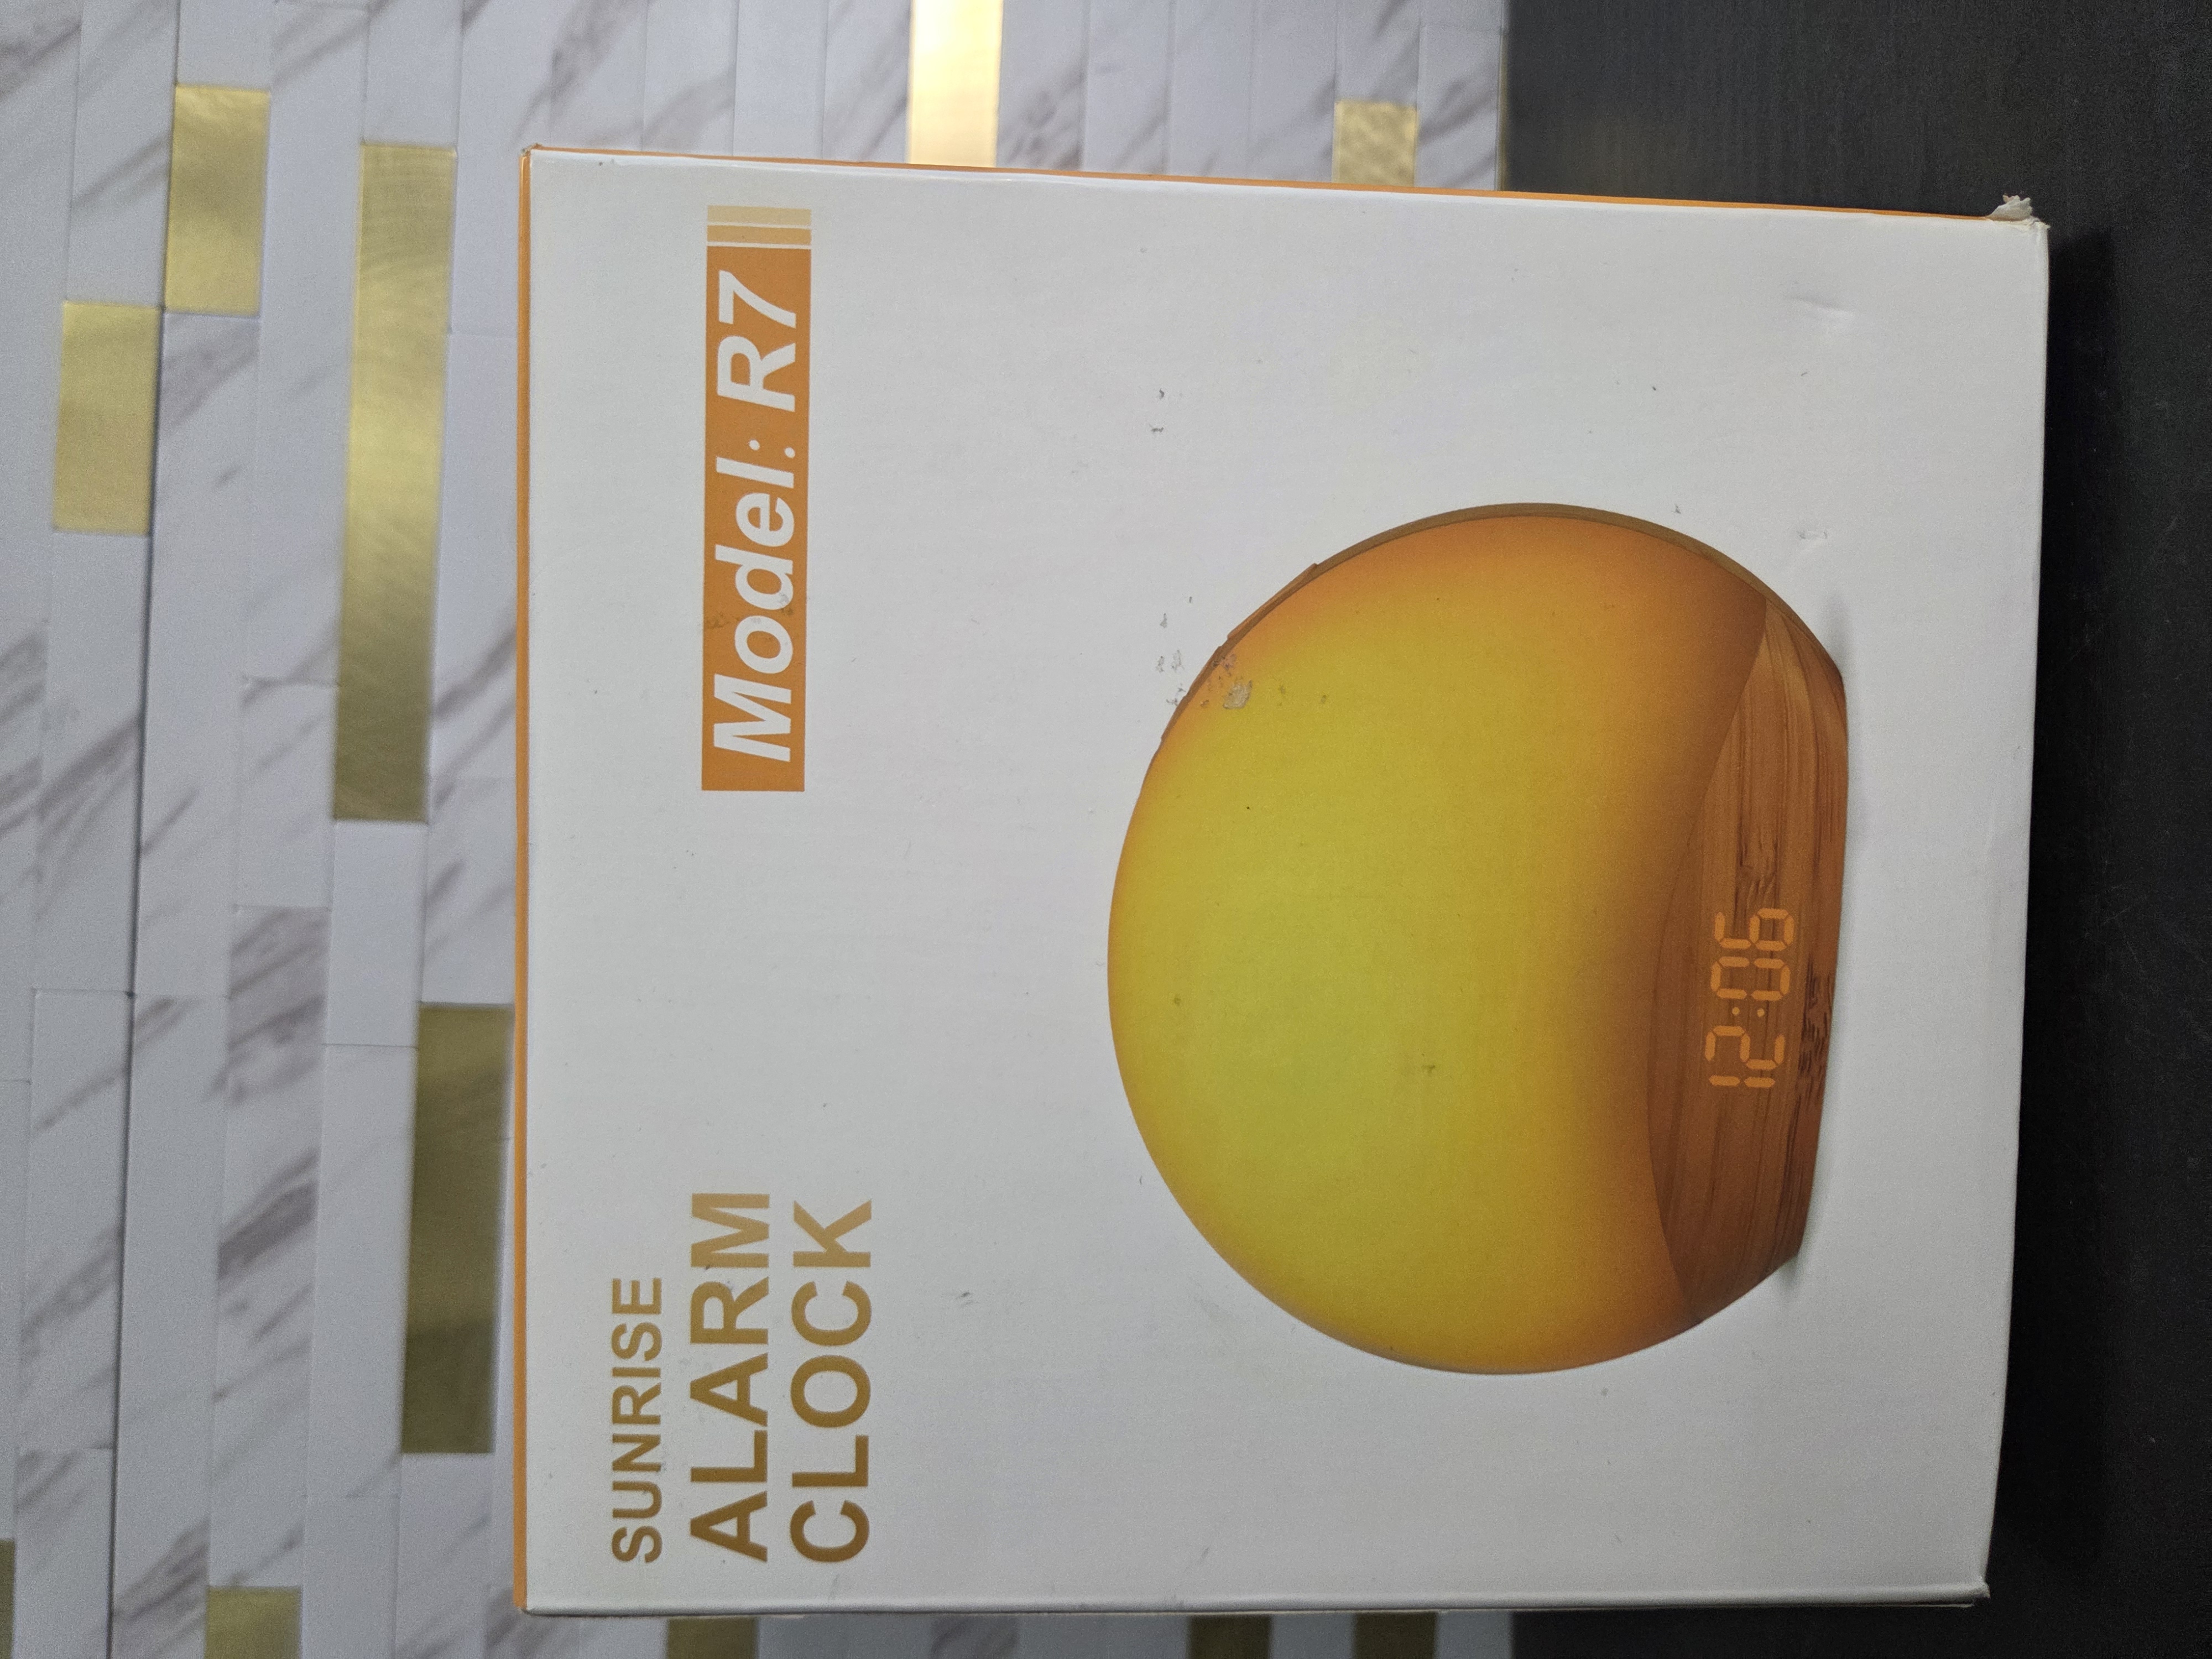 SUNRISE
ALARM
CLOCK
Model: R7
12:06